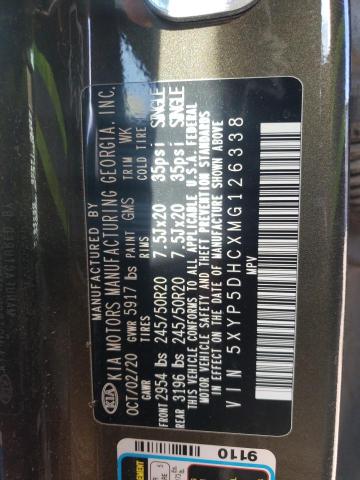 MANUFACTURED BY
KIA KIA MOTORS MANUFACTURING GEORGIA, INC.
OCT/02/20 GVWR 5917 lbs PAINT GMS TRIM WK
GAWR TIRES RIMS COLD TIRE
FRONT 2954 lbs 245/50R20 7.5Jx20 35psi SINGLE
REAR 3196 lbs 245/50R20 7.5Jx20 35psi SINGLE
THIS VEHICLE CONFORMS TO ALL APPLICABLE U.S.A. FEDERAL
MOTOR VEHICLE SAFETY AND THEFT PREVENTION STANDARDS
IN EFFECT ON THE DATE OF MANUFACTURE SHOWN ABOVE
VIN 5XYP5DHCXMG126338
MPV
9110